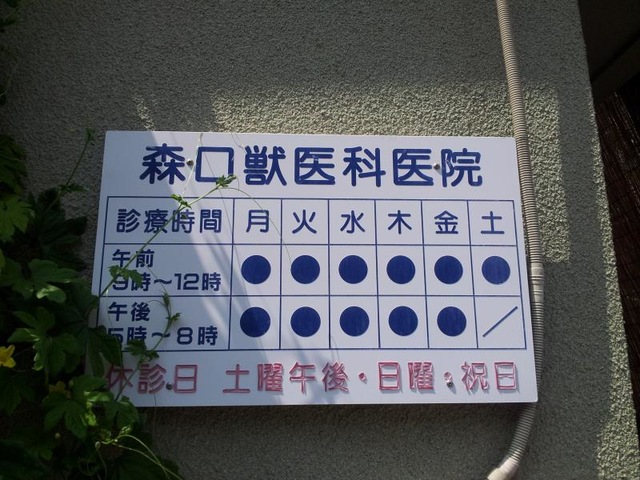 森口獣医科医院
診療時間 月 火 水 木 金 土
午前 9時～12時 ● ● ● ● ● ●
午後 5時～8時 ● ● ● ● ● ／
休診日 土曜午後・日曜・祝日